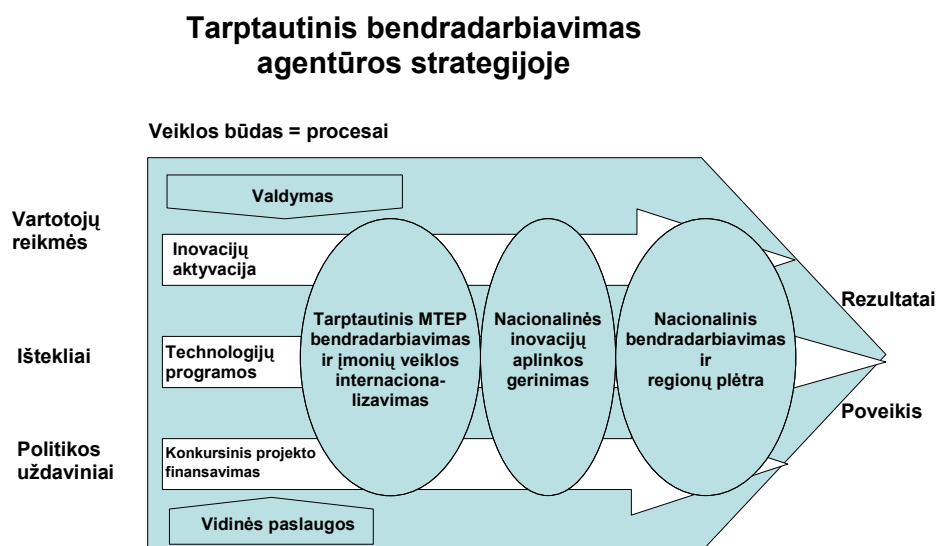 Tarptautinis bendradarbiavimas
agentūros strategijoje
Veiklos būdas = procesai
Valdymas
Vartotojų
reikmės
Inovacijų
aktyvacija
Tarptautinis MTEP
bendradarbiavimas
ir įmonių veiklos
internaciona-
lizavimas
Nacionalinės
inovacijų
aplinkos
gerinimas
Nacionalinis
bendradarbiavimas
ir
regionų plėtra
Rezultatai
Ištekliai
Technologijų
programos
Poveikis
Politikos
uždaviniai
Konkursinis projekto
finansavimas
Vidinės paslaugos